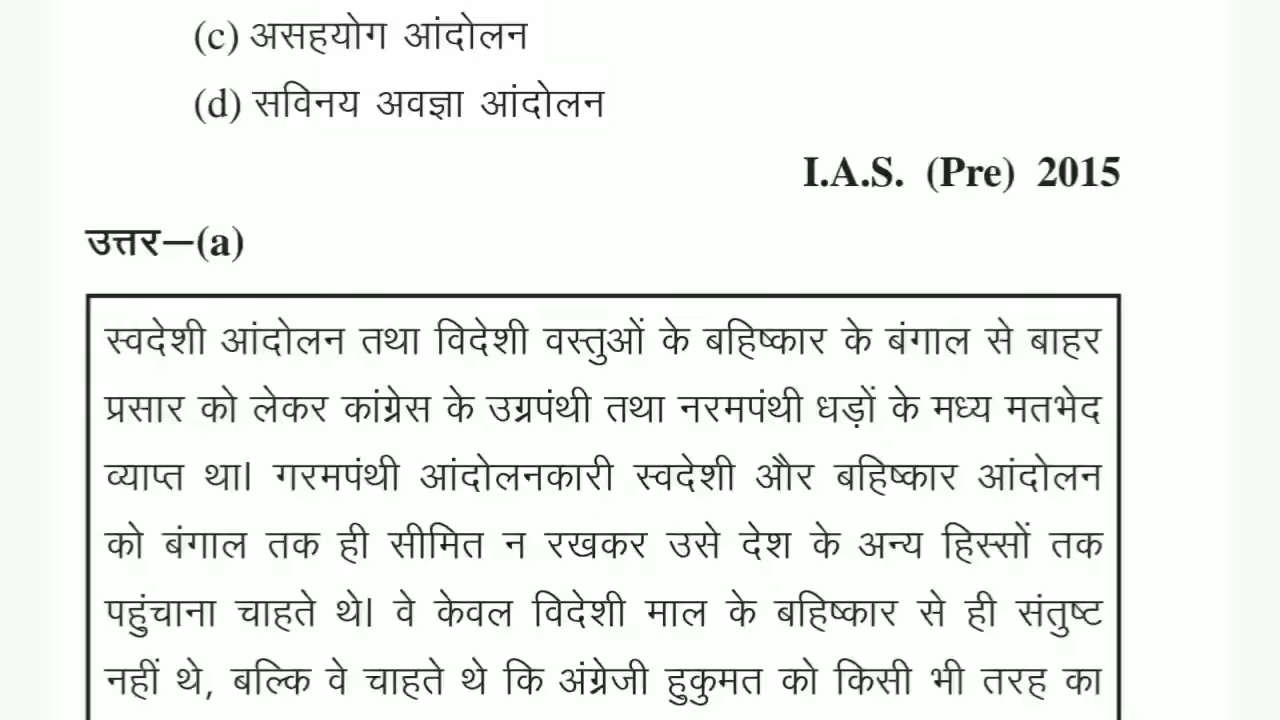 (c) असहयोग आंदोलन
(d) सविनय अवज्ञा आंदोलन
I.A.S. (Pre) 2015
उत्तर—(a)
स्वदेशी आंदोलन तथा विदेशी वस्तुओं के बहिष्कार के बंगाल से बाहर
प्रसार को लेकर कांग्रेस के उग्रपंथी तथा नरमपंथी धड़ों के मध्य मतभेद
व्याप्त था। गरमपंथी आंदोलनकारी स्वदेशी और बहिष्कार आंदोलन
को बंगाल तक ही सीमित न रखकर उसे देश के अन्य हिस्सों तक
पहुंचाना चाहते थे। वे केवल विदेशी माल के बहिष्कार से ही संतुष्ट
नहीं थे, बल्कि वे चाहते थे कि अंग्रेजी हुकुमत को किसी भी तरह का